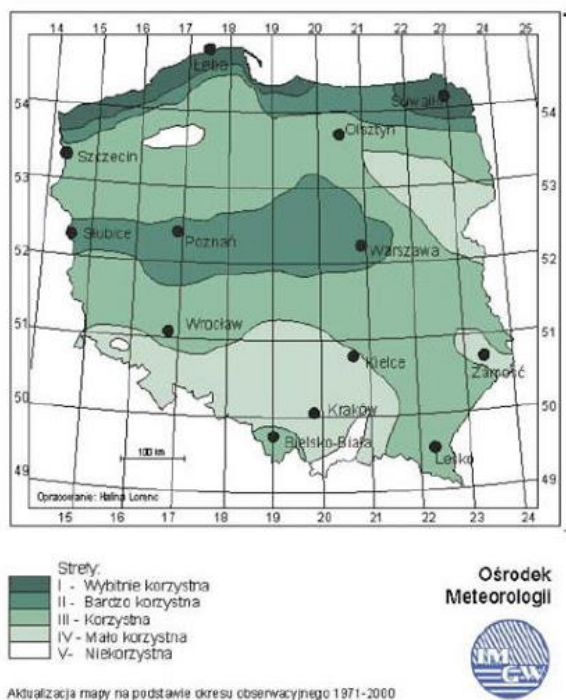 14 15 16 17 18 19 20 21 22 23 24 25
Łeba
Suwałki
54 54
Olsztyn
Szczecin
53 53
Słubice
Poznań
Warszawa
52 52
51 51
Wrocław
Kielce
Zamość
50 50
Kraków
Bielsko-Biała
Lesko
100 km
49 49
Opracowanie: Halina Lorenc
15 16 17 18 19 20 21 22 23 24
Strefy:
I - Wybitnie korzystna
II - Bardzo korzystna
III - Korzystna
IV - Mało korzystna
V- Niekorzystna
Ośrodek
Meteorologii
IM
GW
Aktualizacja mapy na podstawie okresu obserwacyjnego 1971-2000